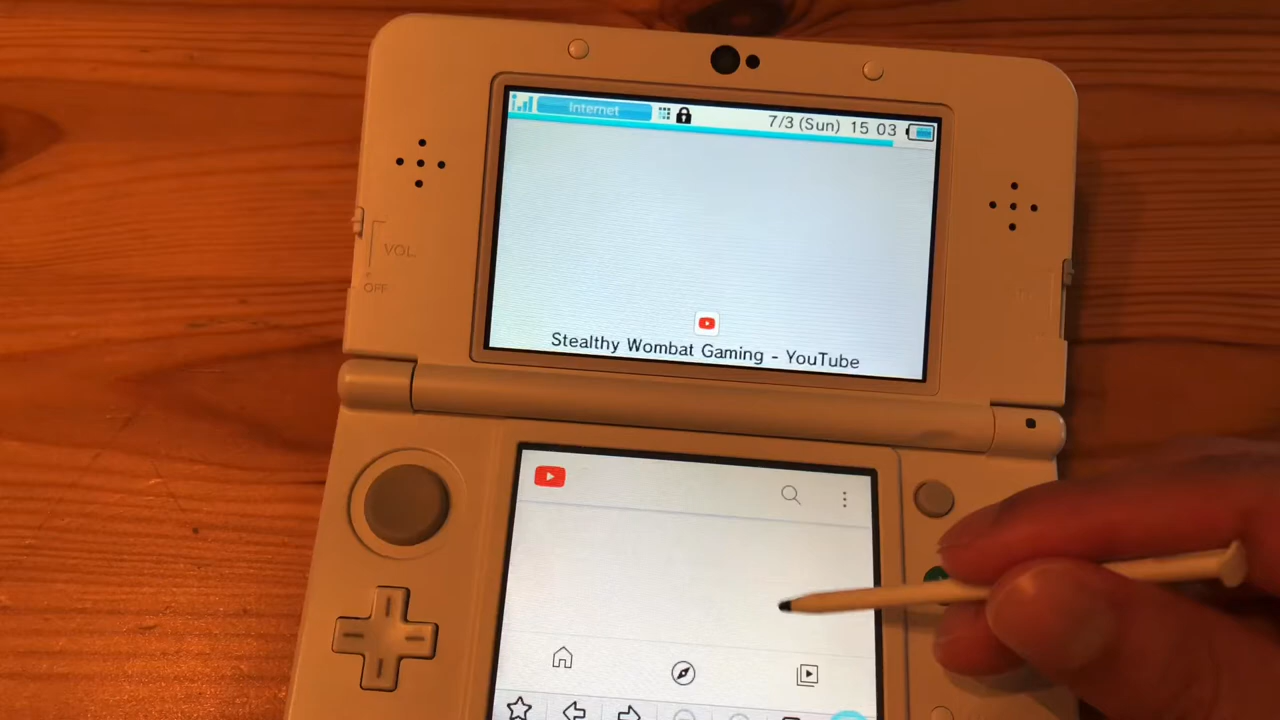 Internet
7/3 (Sun) 15 03
Stealthy Wombat Gaming - YouTube
VOL
OFF